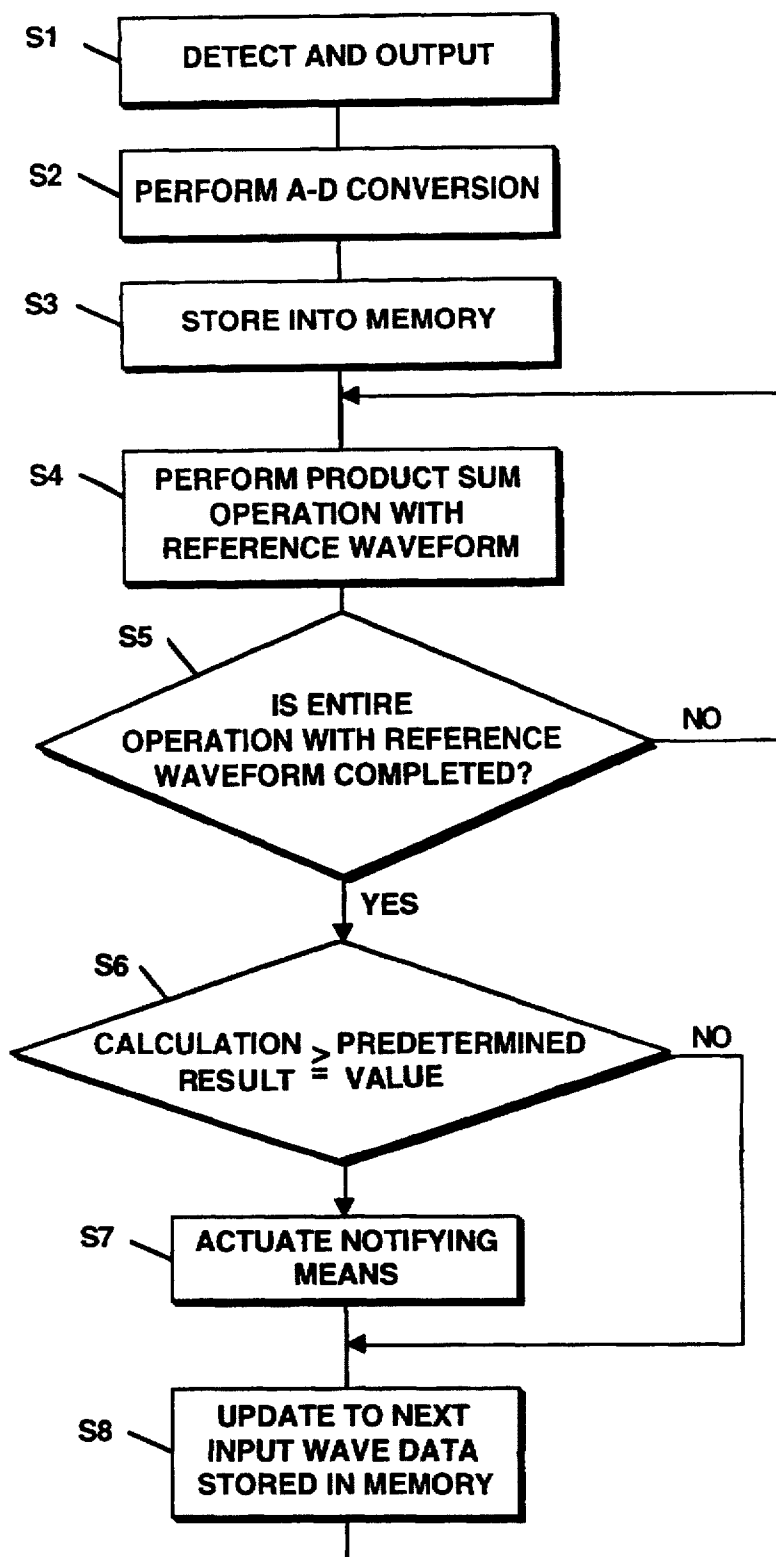 S1
DETECT AND OUTPUT
S2
PERFORM A-D CONVERSION
S3
STORE INTO MEMORY
S4
PERFORM PRODUCT SUM
OPERATION WITH
REFERENCE WAVEFORM
S5
IS ENTIRE
OPERATION WITH REFERENCE
WAVEFORM COMPLETED?
NO
YES
S6
CALCULATION ≧ PREDETERMINED
RESULT VALUE
NO
S7
ACTUATE NOTIFYING
MEANS
S8
UPDATE TO NEXT
INPUT WAVE DATA
STORED IN MEMORY